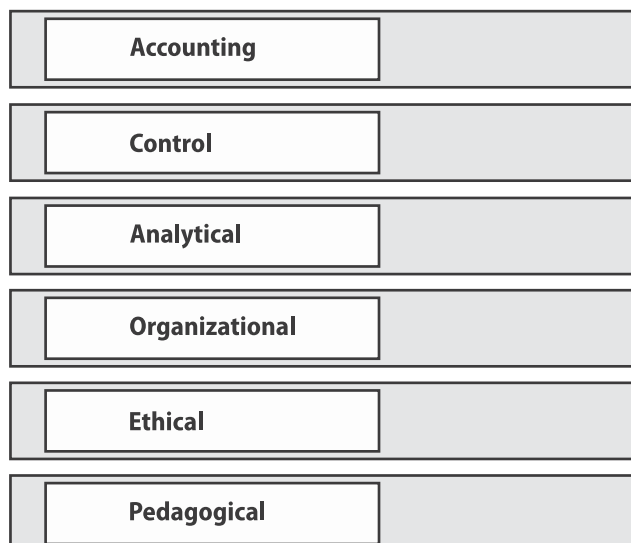 Accounting
Control
Analytical
Organizational
Ethical
Pedagogical